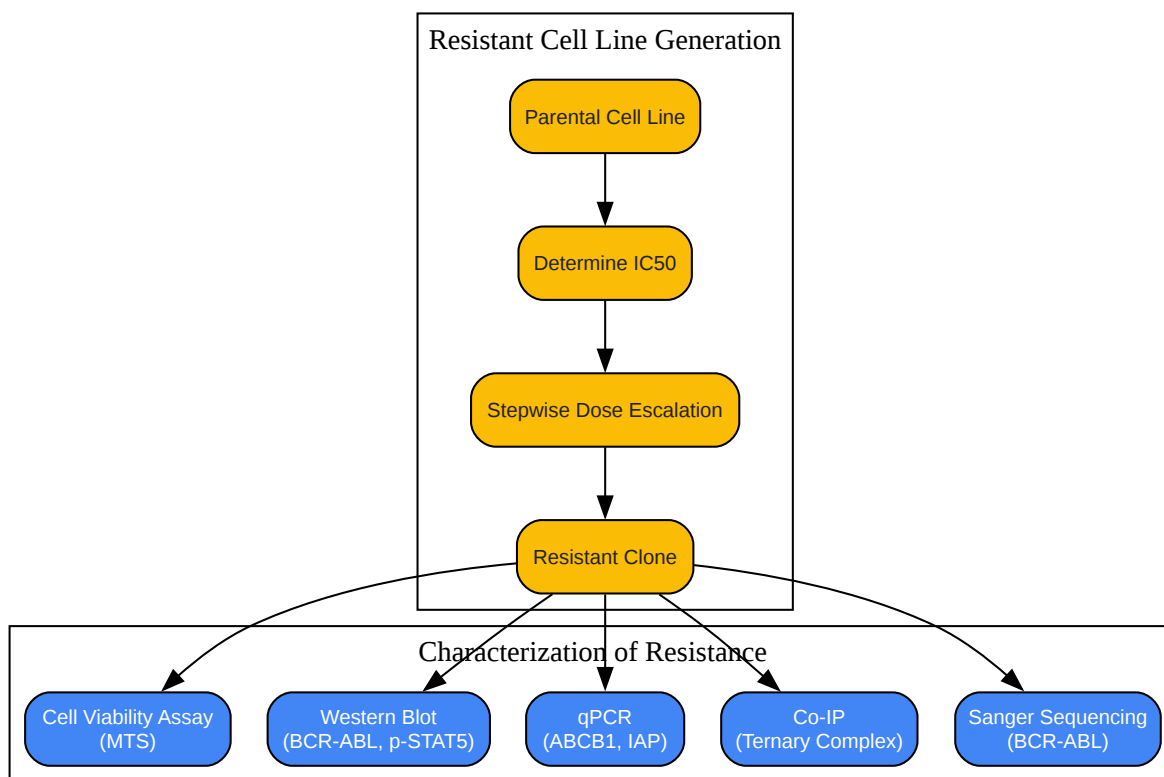 Resistant Cell Line Generation
Parental Cell Line
Determine IC50
Stepwise Dose Escalation
Resistant Clone
Characterization of Resistance
Cell Viability Assay
(MTS)
Western Blot
(BCR-ABL, p-STAT5)
qPCR
(ABCB1, IAP)
Co-IP
(Ternary Complex)
Sanger Sequencing
(BCR-ABL)